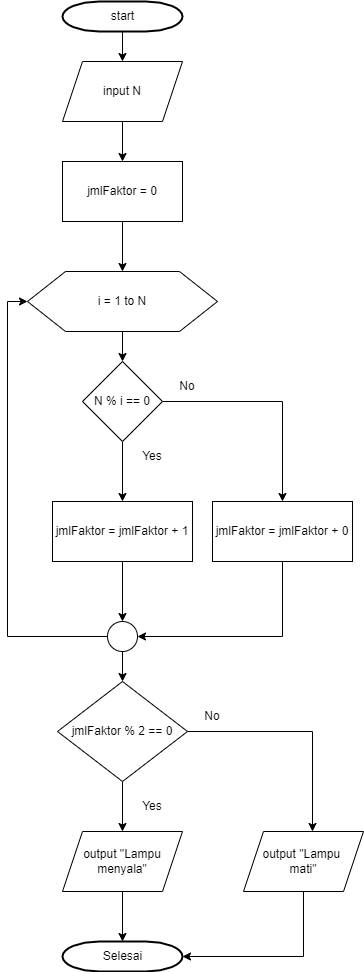 start
input N
jmlFaktor = 0
i = 1 to N
N % i == 0
No
Yes
jmlFaktor = jmlFaktor + 1
jmlFaktor = jmlFaktor + 0
jmlFaktor % 2 == 0
No
Yes
output "Lampu
menyala"
output "Lampu
mati"
Selesai